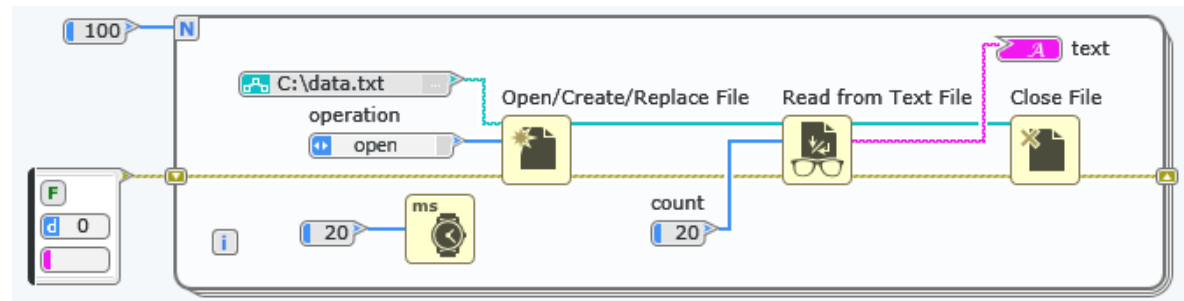 100
N
C:\data.txt
...
A
text
Open/Create/Replace File
Read from Text File
Close File
operation
open
F
d 0
ms
count
20
20
i